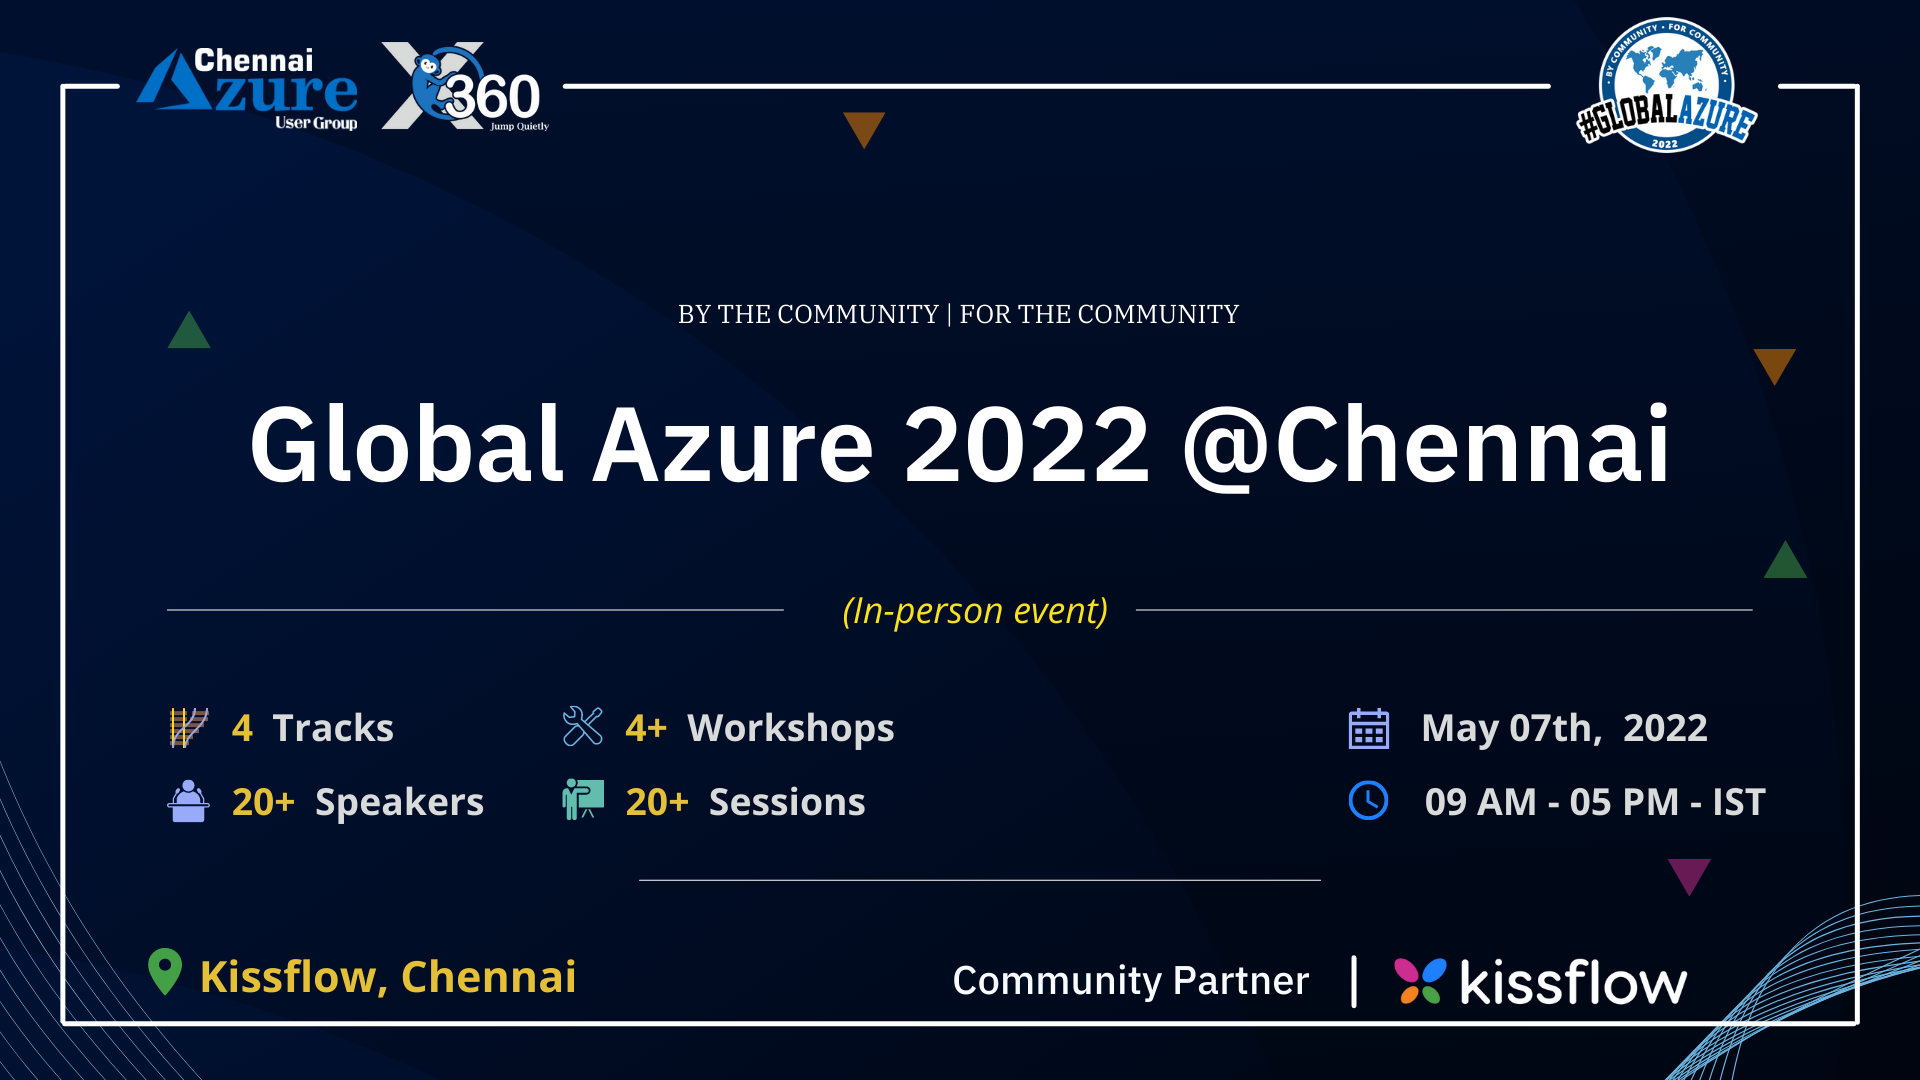 Chennai
Azure
User Group
X360
Jump Quietly
BY COMMUNITY • FOR COMMUNITY
#GLOBALAZURE
2022
BY THE COMMUNITY | FOR THE COMMUNITY
Global Azure 2022 @Chennai
(In-person event)
4 Tracks
4+ Workshops
May 07th, 2022
20+ Speakers
20+ Sessions
09 AM - 05 PM - IST
Kissflow, Chennai
Community Partner | kissflow